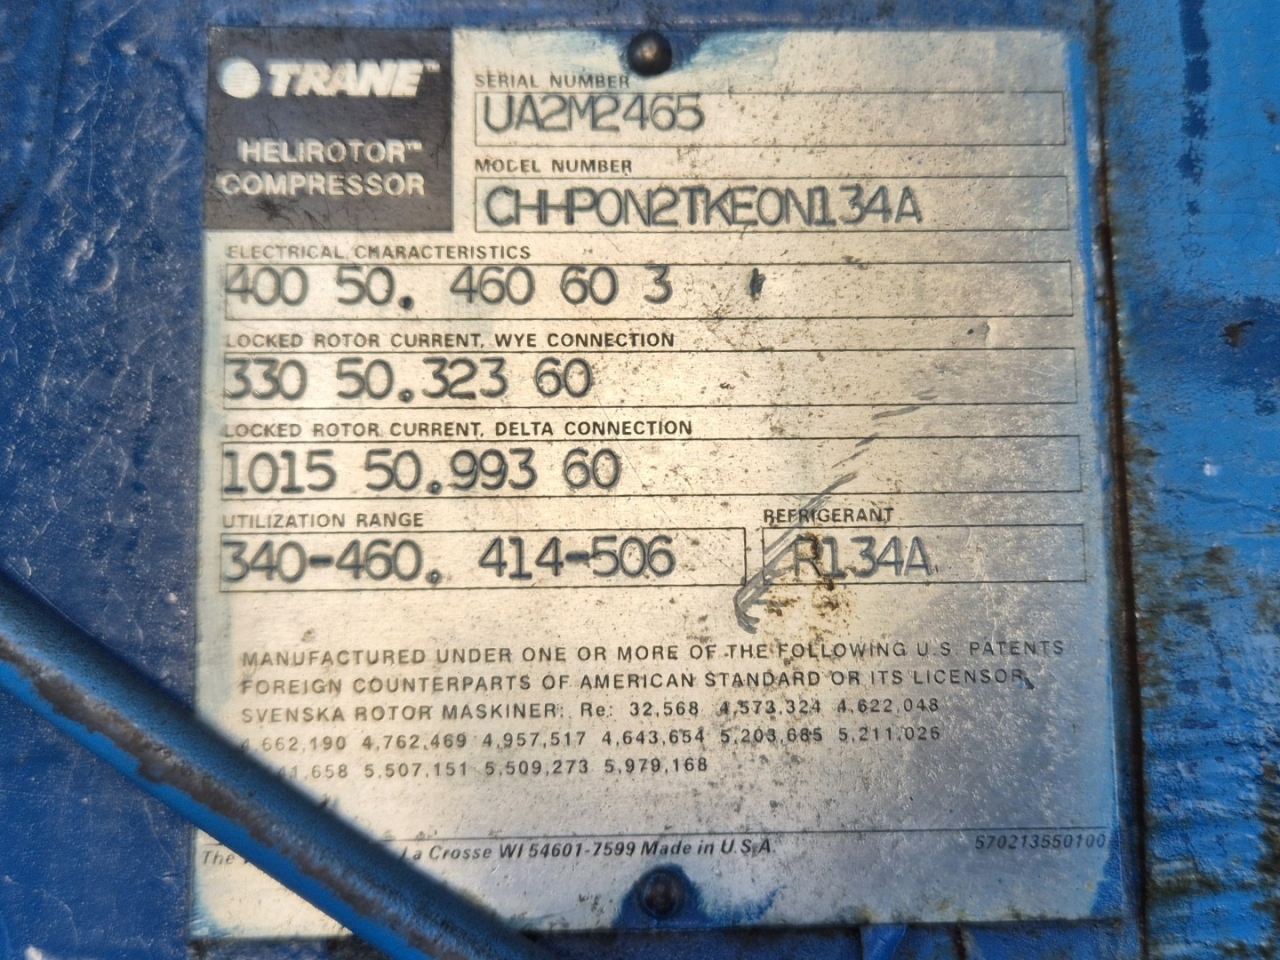 TRANE™
HELIROTOR™
COMPRESSOR
SERIAL NUMBER
UA2M2465
MODEL NUMBER
CHHP0N2TKE0N134A
ELECTRICAL CHARACTERISTICS
400 50. 460 60 3
LOCKED ROTOR CURRENT, WYE CONNECTION
330 50.323 60
LOCKED ROTOR CURRENT, DELTA CONNECTION
1015 50.993 60
UTILIZATION RANGE
340-460. 414-506
REFRIGERANT
R134A
MANUFACTURED UNDER ONE OR MORE OF THE FOLLOWING U.S. PATENTS
FOREIGN COUNTERPARTS OF AMERICAN STANDARD OR ITS LICENSOR,
SVENSKA ROTOR MASKINER: Re: 32,568 4,573,324 4,622,048
4,662,190 4,762,469 4,957,517 4,643,654 5,203,685 5,211,026
5,507,151 5,509,273 5,979,168
The La Crosse WI 54601-7599 Made in U.S.A.
570213550100